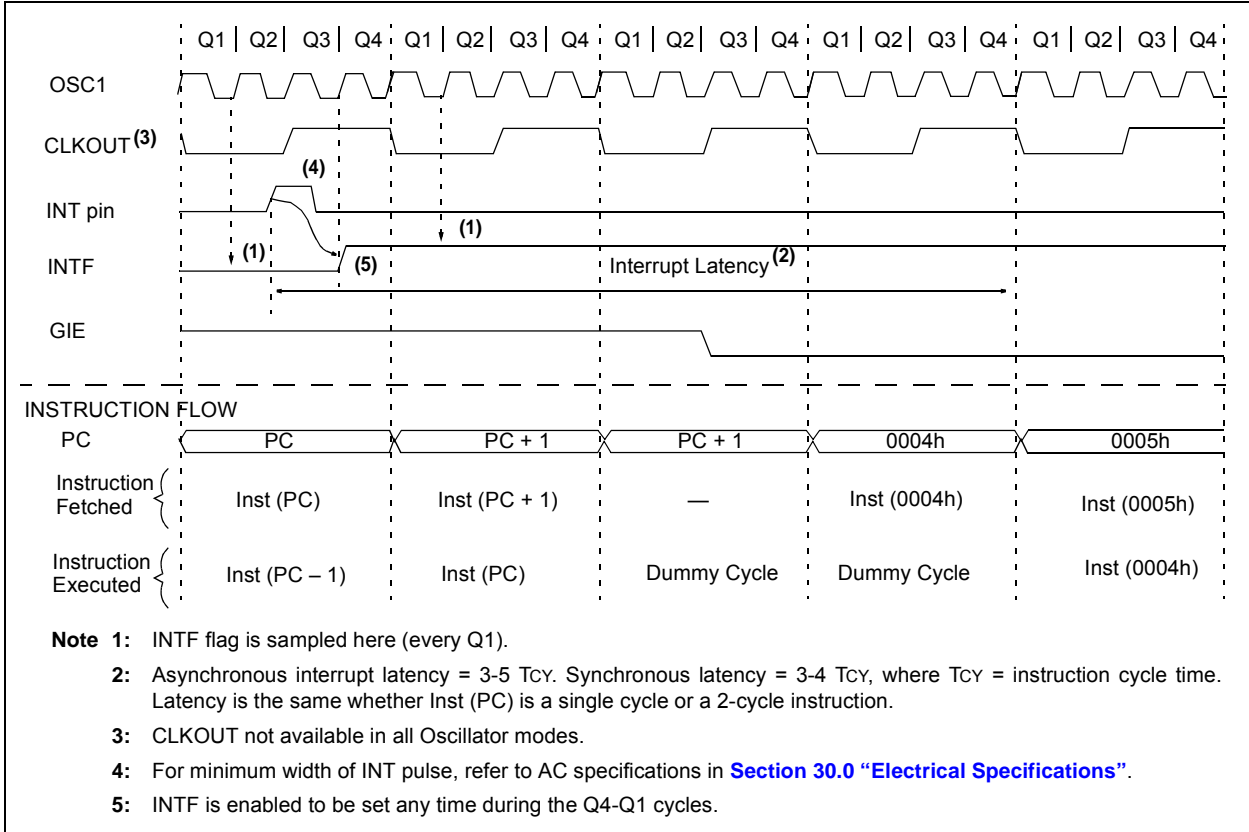 Q1 Q2 Q3 Q4 Q1 Q2 Q3 Q4 Q1 Q2 Q3 Q4 Q1 Q2 Q3 Q4 Q1 Q2 Q3 Q4
OSC1
CLKOUT(3)
(4)
INT pin
(1)
(1)
INTF
(5)
Interrupt Latency(2)
GIE
INSTRUCTION FLOW
PC PC PC + 1 PC + 1 0004h 0005h
Instruction
Fetched
Inst (PC) Inst (PC + 1) — Inst (0004h) Inst (0005h)
Instruction
Executed
Inst (PC – 1) Inst (PC) Dummy Cycle Dummy Cycle Inst (0004h)
Note 1: INTF flag is sampled here (every Q1).
2: Asynchronous interrupt latency = 3-5 TCY. Synchronous latency = 3-4 TCY, where TCY = instruction cycle time.
Latency is the same whether Inst (PC) is a single cycle or a 2-cycle instruction.
3: CLKOUT not available in all Oscillator modes.
4: For minimum width of INT pulse, refer to AC specifications in Section 30.0 “Electrical Specifications”.
5: INTF is enabled to be set any time during the Q4-Q1 cycles.